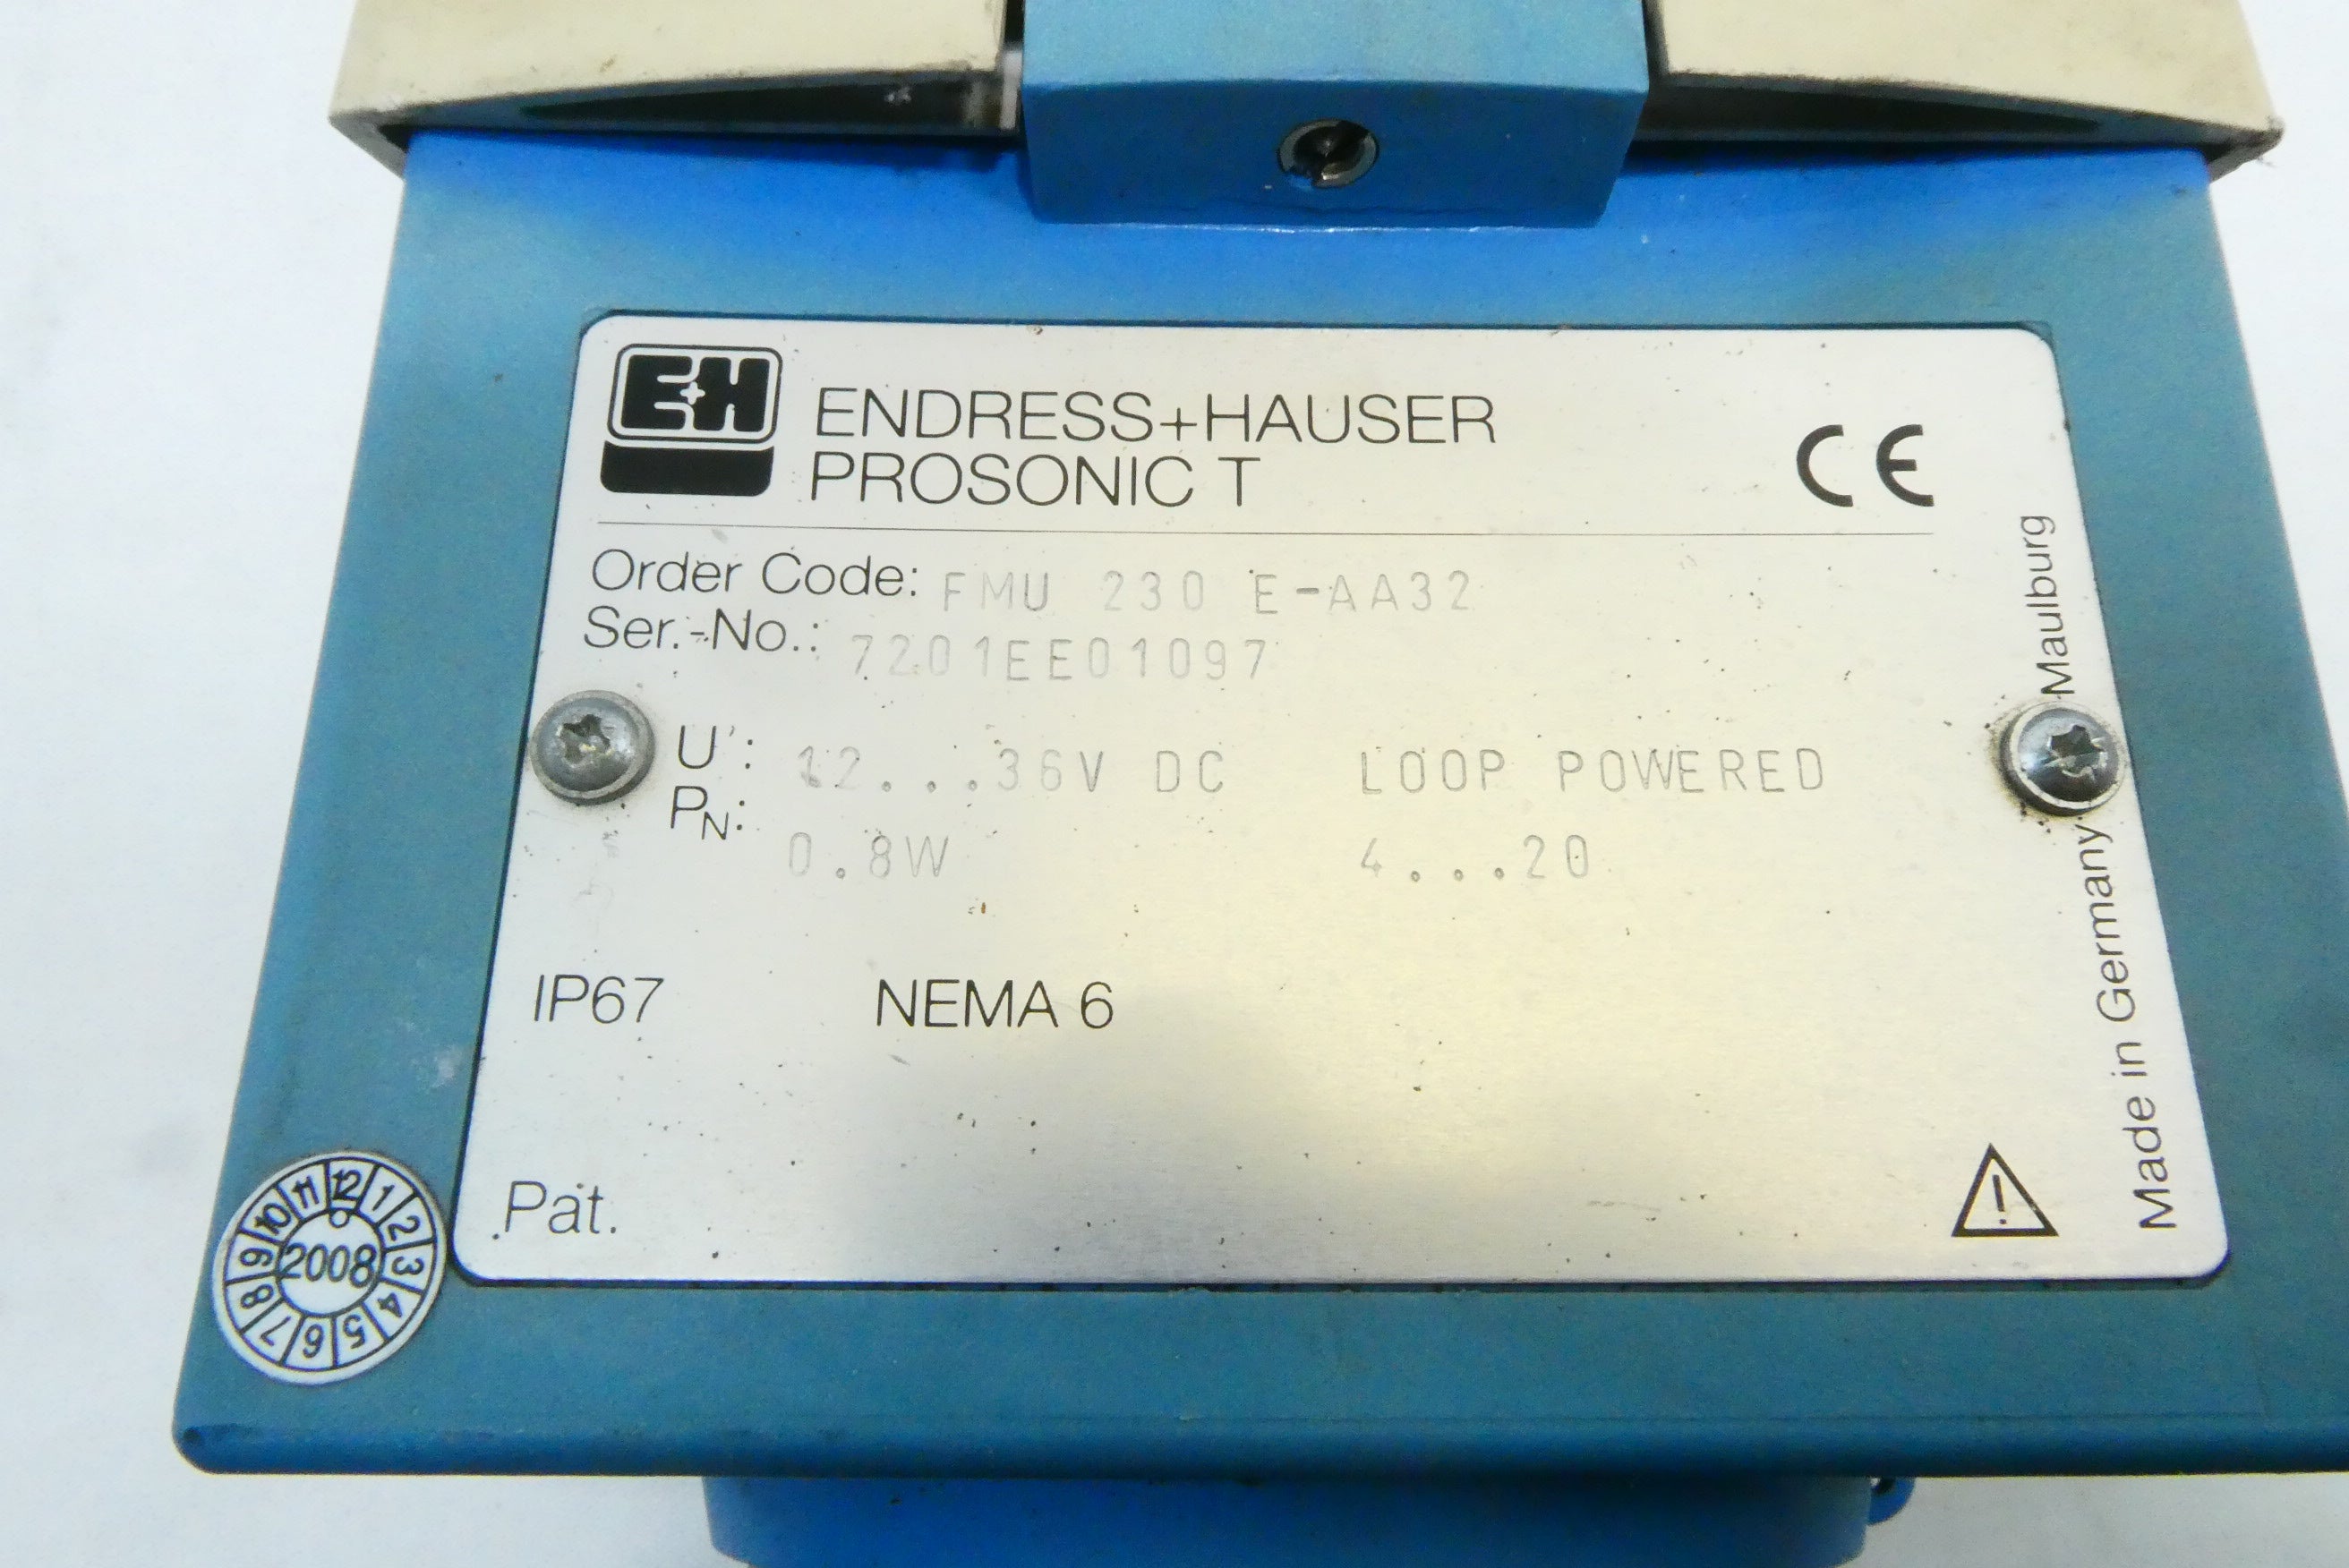 E+H
ENDRESS+HAUSER
PROSONIC T
CE
Order Code: FMU 230 E-AA32
Ser.-No.: 7201EE01097
U: 12...36V DC LOOP POWERED
PN: 0.8W 4...20
IP67 NEMA 6
Pat.
Made in Germany Maulburg
12 1 2 3 4 5 6 7 8 9 10 11
2008